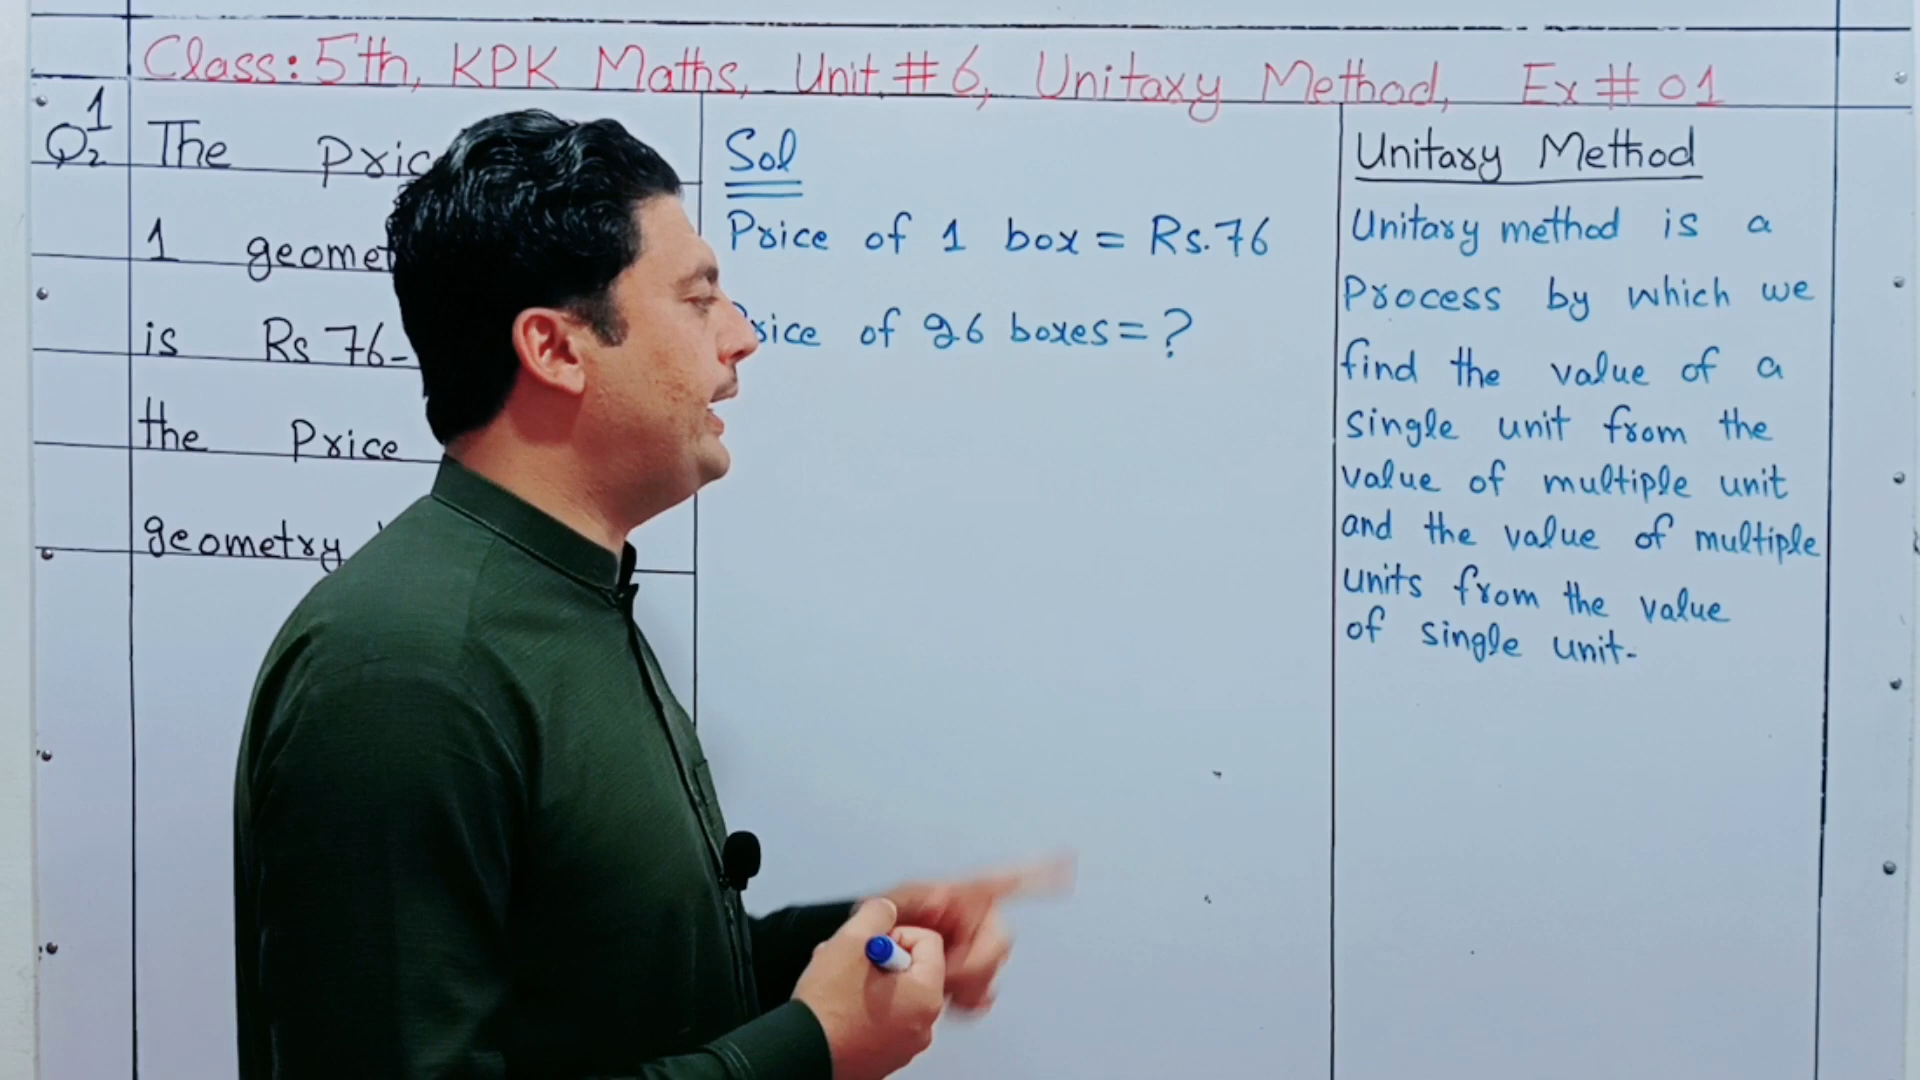 Class: 5th, KPK Maths, Unit # 6, Unitary Method, Ex # 01
1
Q2 The
1
is Rs 76-
the Price
geometry
Sol
Price of 1 box = Rs. 76
Price of 26 boxes = ?
Unitary Method
Unitary method is a
Process by which we
find the value of a
single unit from the
value of multiple unit
and the value of multiple
units from the value
of single unit-